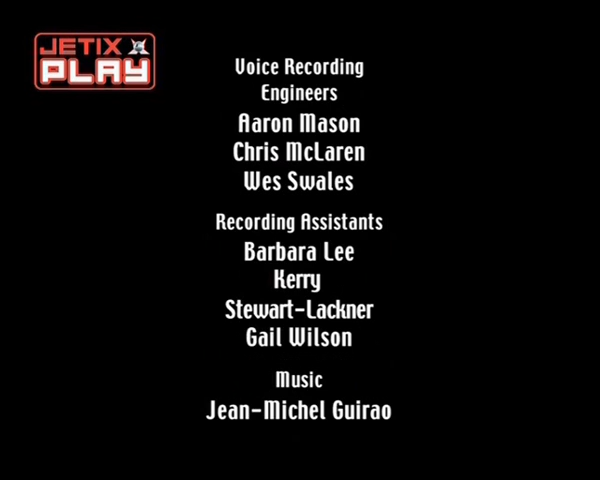 JETIX
PLAY
Voice Recording
Engineers
Aaron Mason
Chris McLaren
Wes Swales
Recording Assistants
Barbara Lee
Kerry
Stewart-Lackner
Gail Wilson
Music
Jean-Michel Guirao